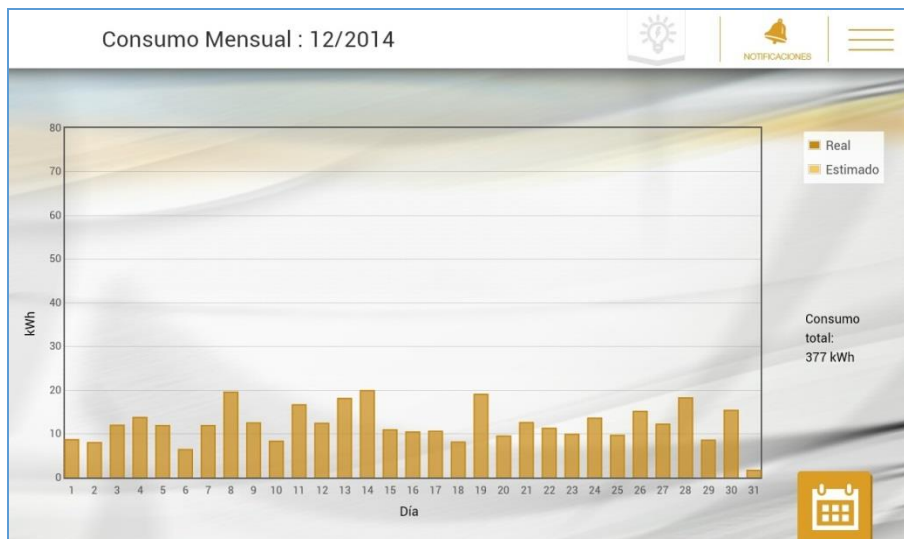 Consumo Mensual : 12/2014
NOTIFICACIONES
80
70
60
50
40
30
20
10
0
kWh
1 2 3 4 5 6 7 8 9 10 11 12 13 14 15 16 17 18 19 20 21 22 23 24 25 26 27 28 29 30 31
Día
Real
Estimado
Consumo
total:
377 kWh